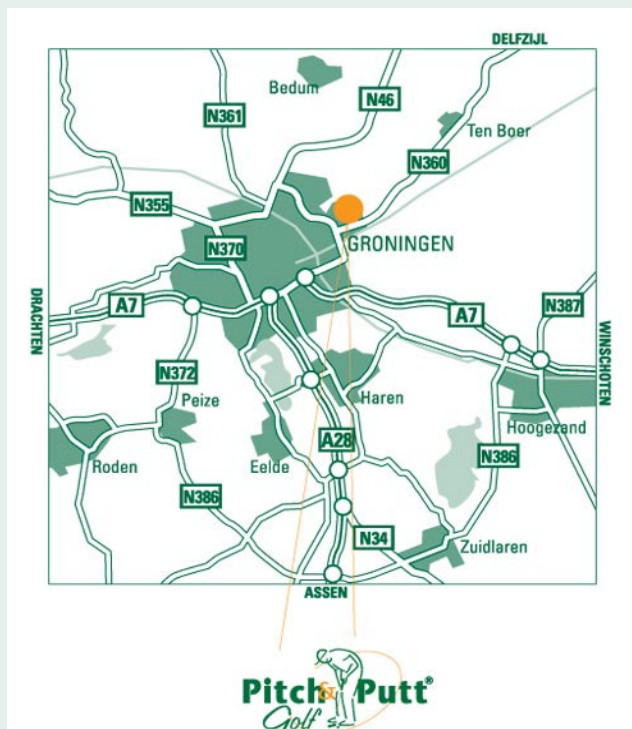 DELFZIJL
Bedum
N46
N361
Ten Boer
N360
N355
N370
GRONINGEN
DRACHTEN
A7
A7
N387
WINSCHOTEN
N372
Peize
Haren
Hoogezand
A28
Roden
Eelde
N386
N386
N34
Zuidlaren
ASSEN
Pitch & Putt®
Golf